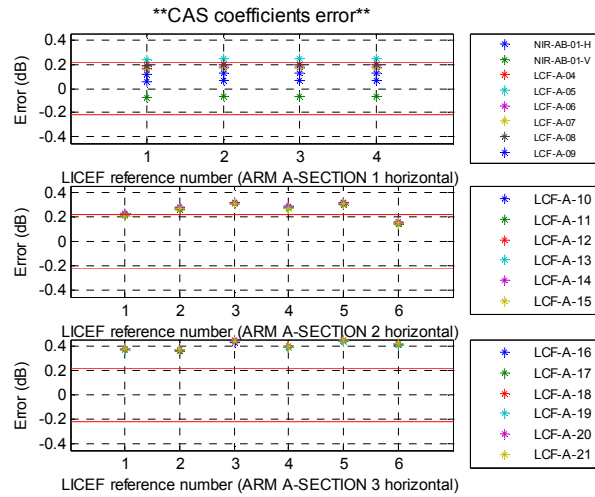 **CAS coefficients error**
0.4
0.2
0
-0.2
-0.4
Error (dB)
1 2 3 4
LICEF reference number (ARM A-SECTION 1 horizontal)
NIR-AB-01-H
NIR-AB-01-V
LCF-A-04
LCF-A-05
LCF-A-06
LCF-A-07
LCF-A-08
LCF-A-09
0.4
0.2
0
-0.2
-0.4
Error (dB)
1 2 3 4 5 6
LICEF reference number (ARM A-SECTION 2 horizontal)
LCF-A-10
LCF-A-11
LCF-A-12
LCF-A-13
LCF-A-14
LCF-A-15
0.4
0.2
0
-0.2
-0.4
Error (dB)
1 2 3 4 5 6
LICEF reference number (ARM A-SECTION 3 horizontal)
LCF-A-16
LCF-A-17
LCF-A-18
LCF-A-19
LCF-A-20
LCF-A-21